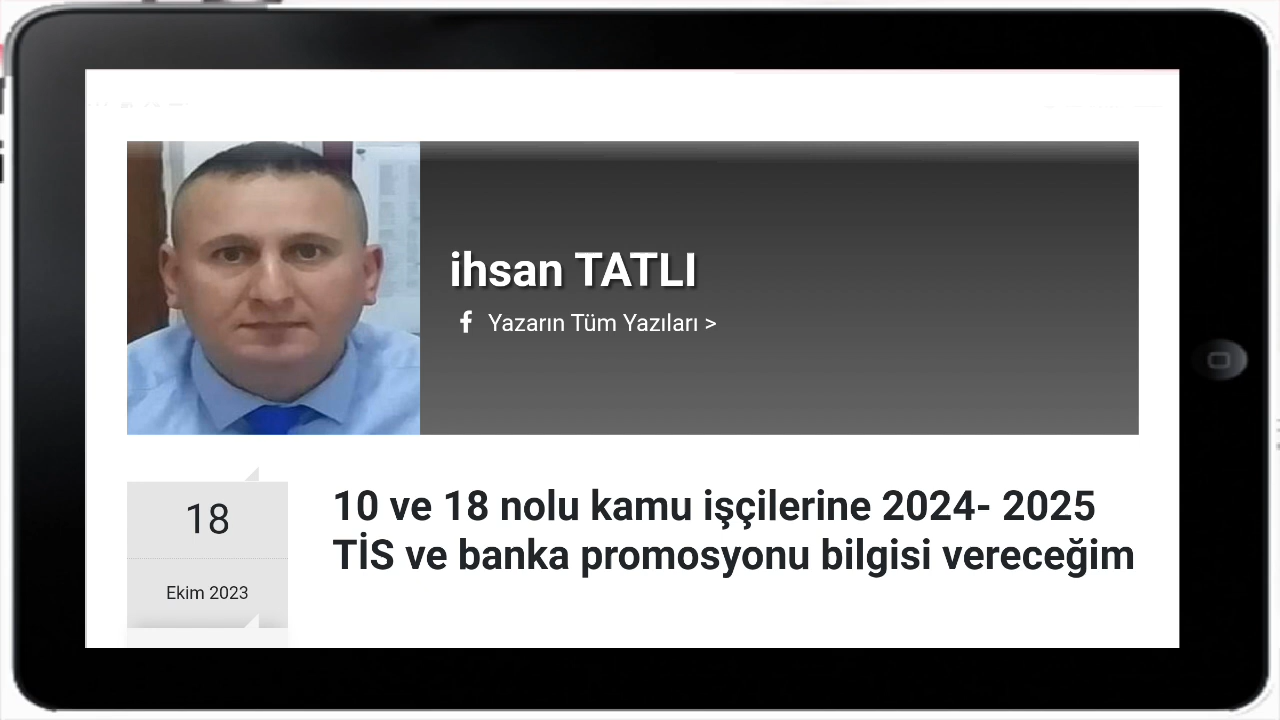 ihsan TATLI
Yazarın Tüm Yazıları >
18
Ekim 2023
10 ve 18 nolu kamu işçilerine 2024- 2025
TİS ve banka promosyonu bilgisi vereceğim